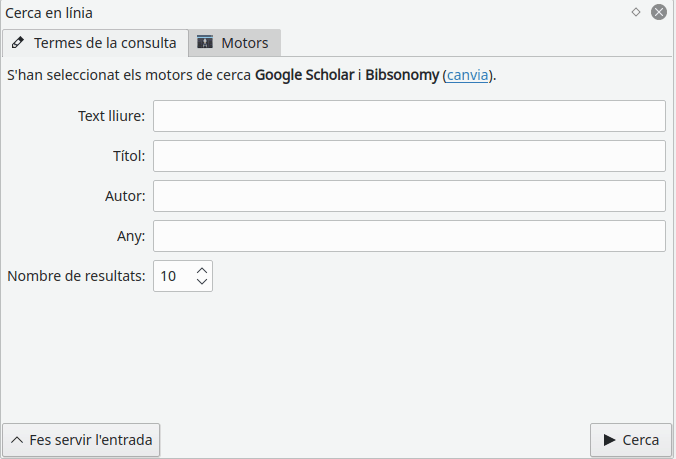 Cerca en línia
Termes de la consulta Motors
S'han seleccionat els motors de cerca Google Scholar i Bibsonomy (canvia).
Text lliure:
Títol:
Autor:
Any:
Nombre de resultats: 10
Fes servir l'entrada Cerca